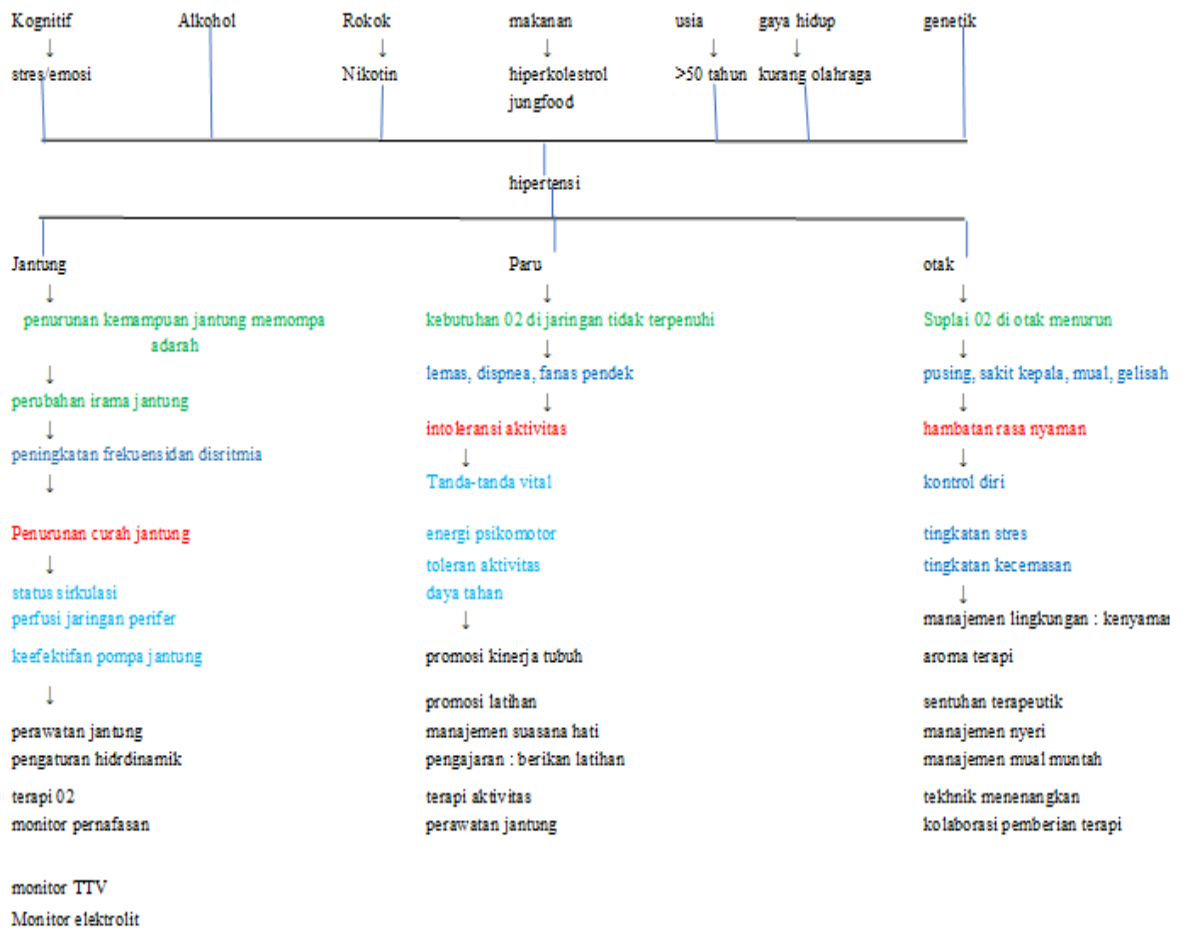 Kognitif Alkohol Rokok makanan usia gaya hidup genetik
stres/emosi Nikotin hiperkolestrol >50 tahun kurang olahraga
jungfood
hipertensi
Jantung Paru otak
penurunan kemampuan jantung memompa kebutuhan 02 di jaringan tidak terpenuhi Suplai 02 di otak menurun
adarah
lemas, dispnea, fanas pendek pusing, sakit kepala, mual, gelisah
perubahan irama jantung
intoleransi aktivitas hambatan rasa nyaman
peningkatan frekuensidan disritmia
Tanda-tanda vital kontrol diri
Penurunan curah jantung energi psikomotor tingkatan stres
toleran aktivitas tingkatan kecemasan
status sirkulasi daya tahan
perfusi jaringan perifer manajemen lingkungan :
keefektifan pompa jantung promosi kinerja tubuh aroma terapi
promosi latihan sentuhan terapeutik
perawatan jantung manajemen suasana hati manajemen nyeri
pengaturan hidrdinamik pengajaran : berikan latihan manajemen mual muntah
terapi 02 terapi aktivitas tekhnik menenangkan
monitor pernafasan perawatan jantung kolaborasi pemberian terapi
monitor TTV
Monitor elektrolit